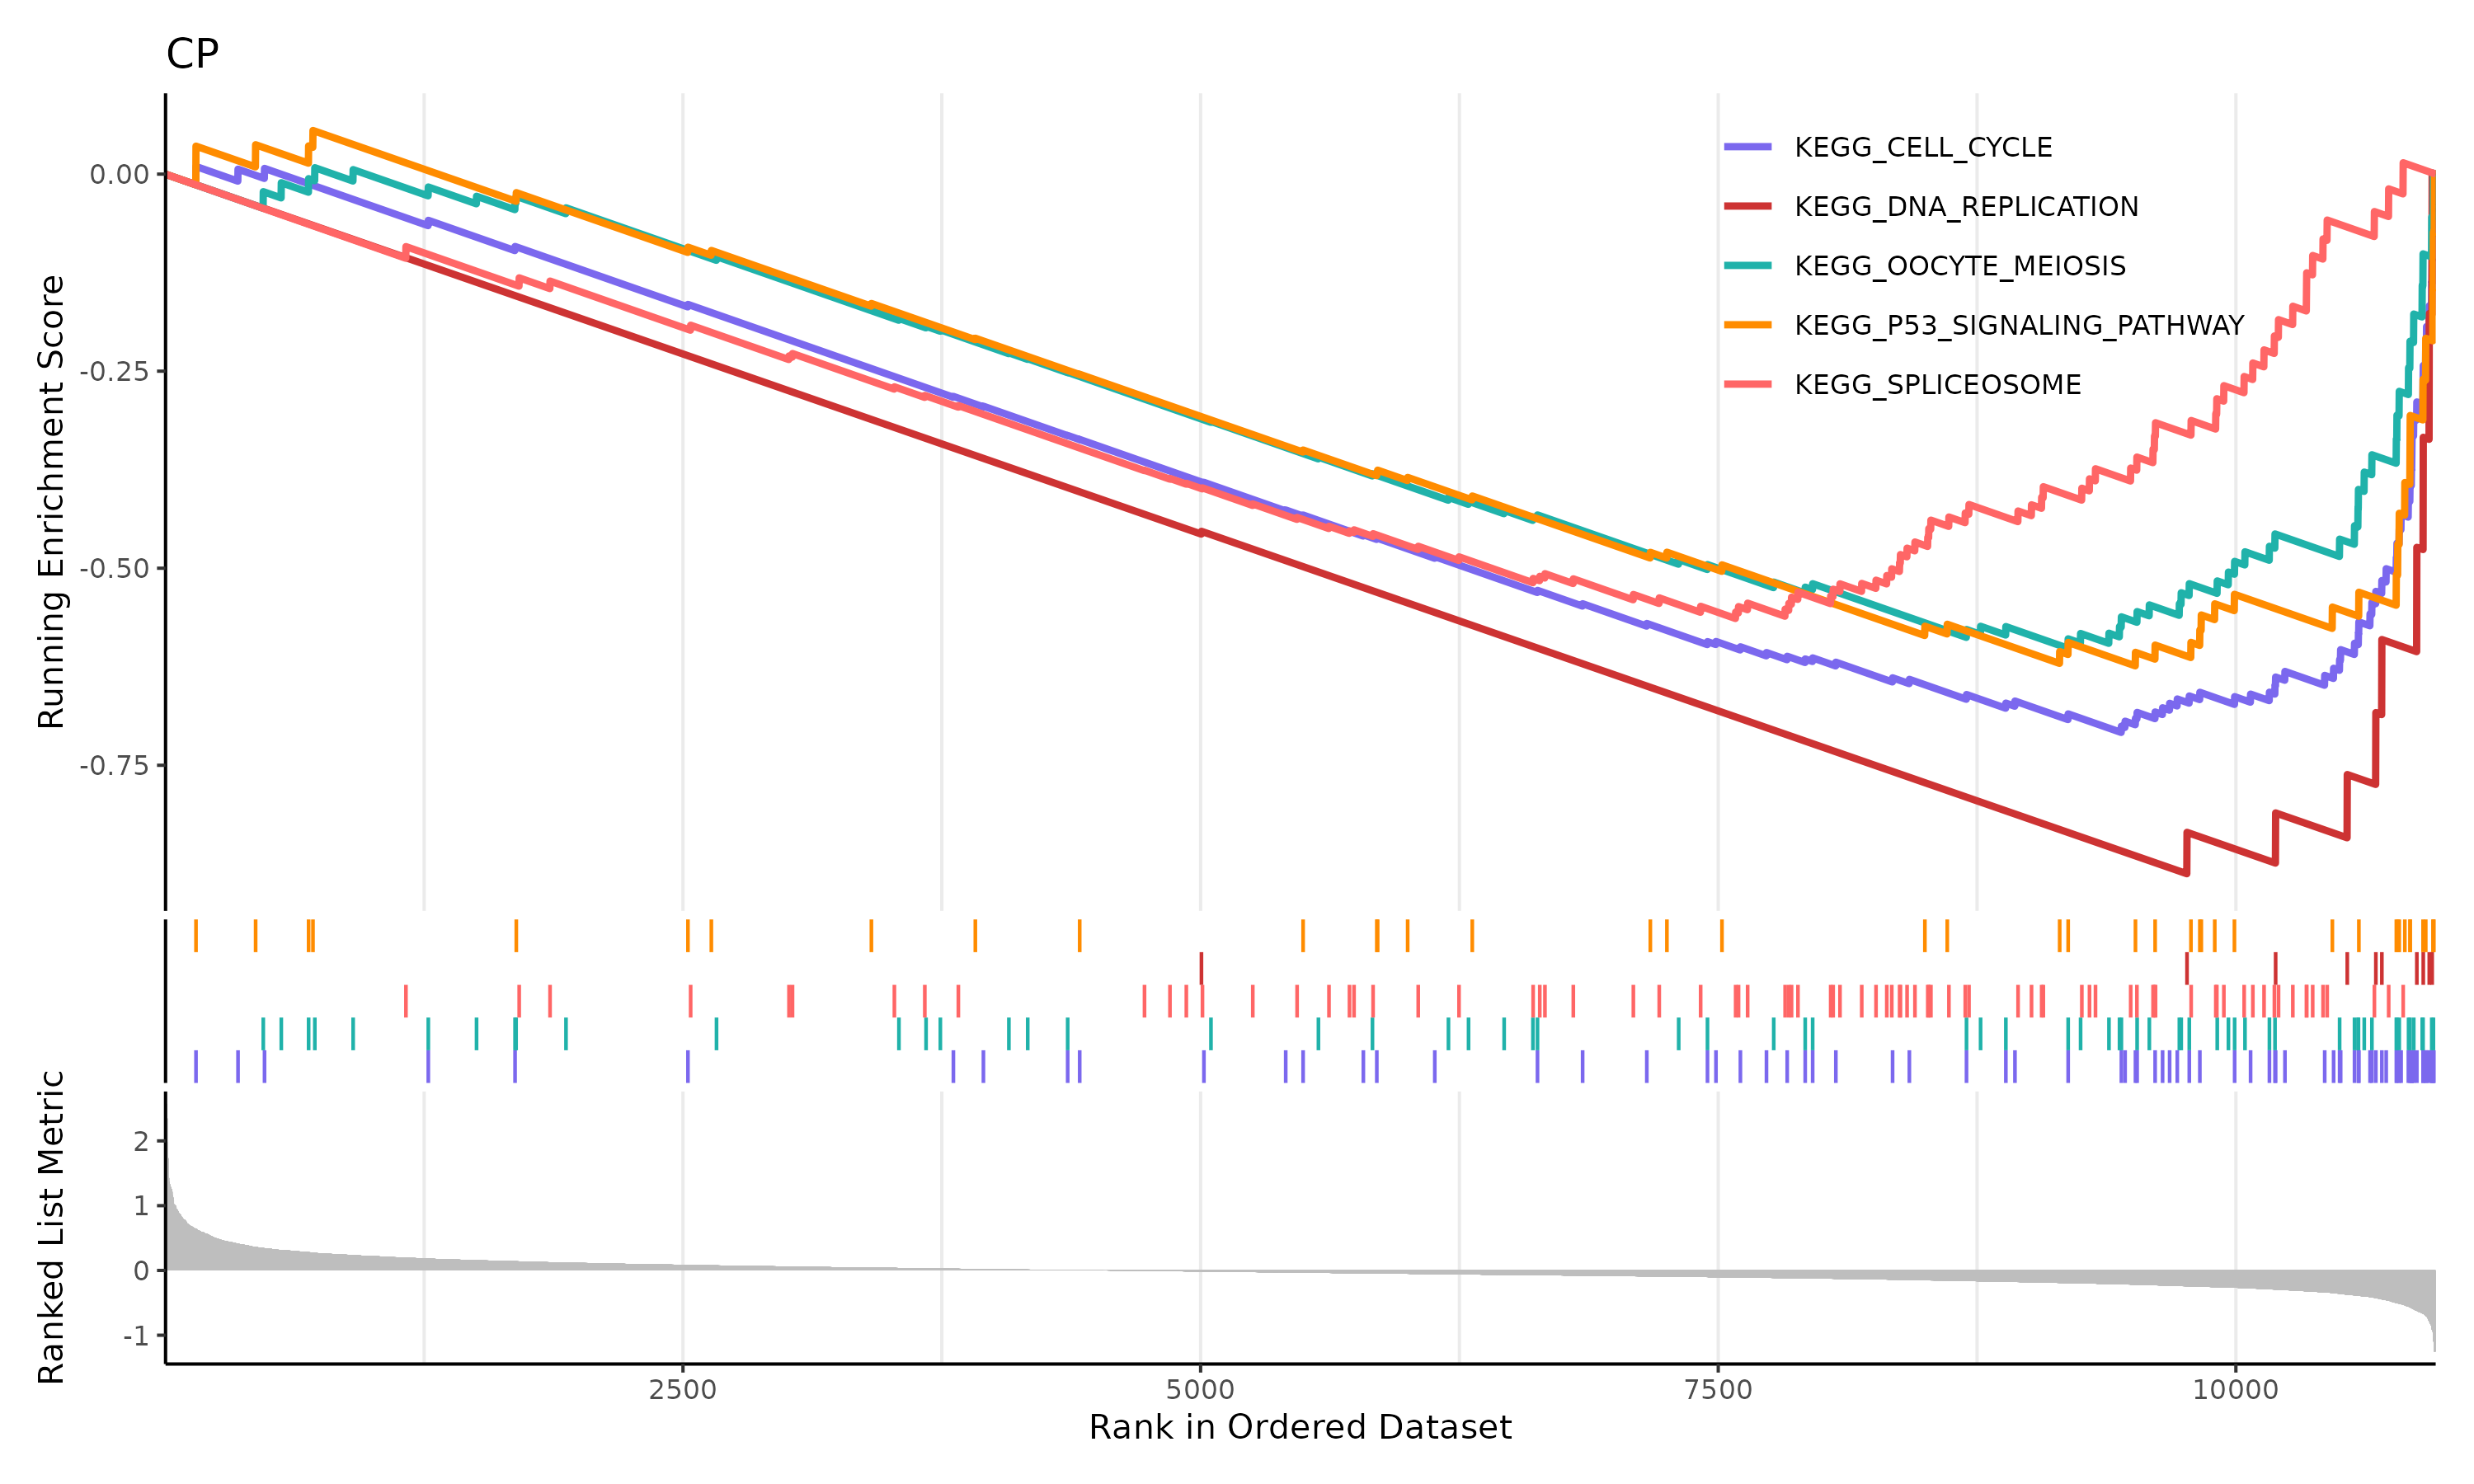 CP
0.00
-0.25
-0.50
-0.75
Running Enrichment Score
KEGG_CELL_CYCLE
KEGG_DNA_REPLICATION
KEGG_OOCYTE_MEIOSIS
KEGG_P53_SIGNALING_PATHWAY
KEGG_SPLICEOSOME
2
1
0
-1
Ranked List Metric
2500
5000
7500
10000
Rank in Ordered Dataset